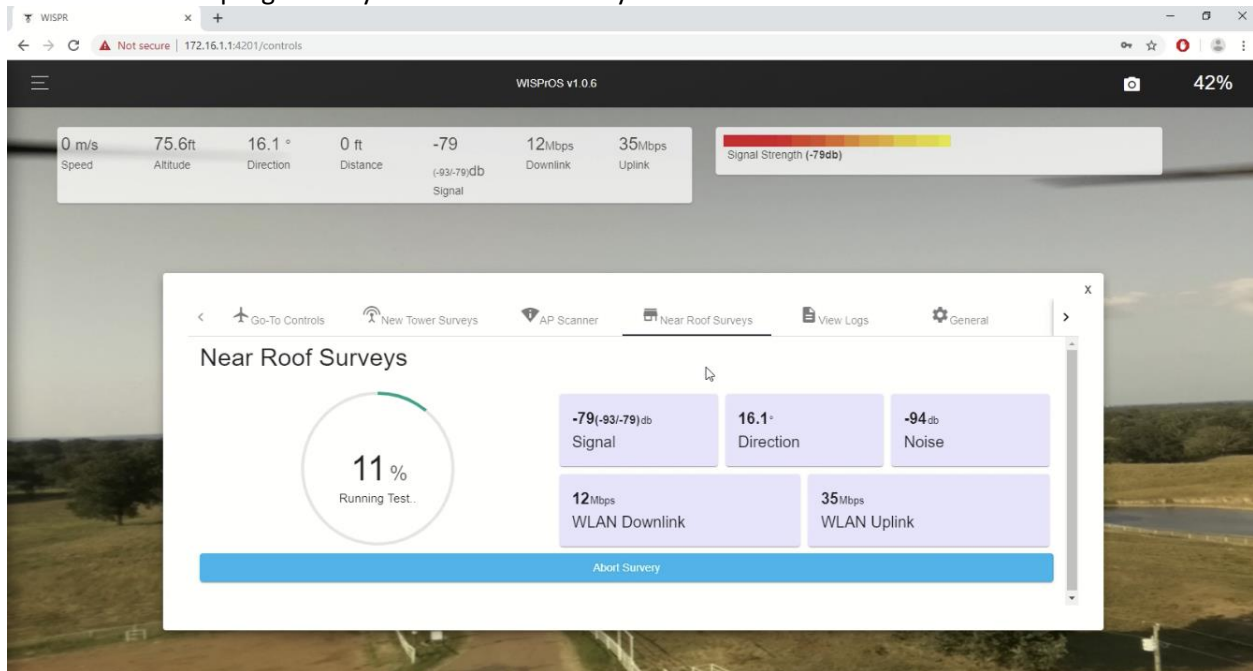 WISPR
Not secure | 172.16.1.1:4201/controls
WISPrOS v1.0.6
42%
0 m/s
Speed
75.6ft
Altitude
16.1 °
Direction
0 ft
Distance
-79
(-93/-79)db
Signal
12Mbps
Downlink
35Mbps
Uplink
Signal Strength (-79db)
x
Go-To Controls
New Tower Surveys
AP Scanner
Near Roof Surveys
View Logs
General
Near Roof Surveys
11 %
Running Test..
-79(-93/-79)db
Signal
16.1°
Direction
-94db
Noise
12Mbps
WLAN Downlink
35Mbps
WLAN Uplink
Abort Survery